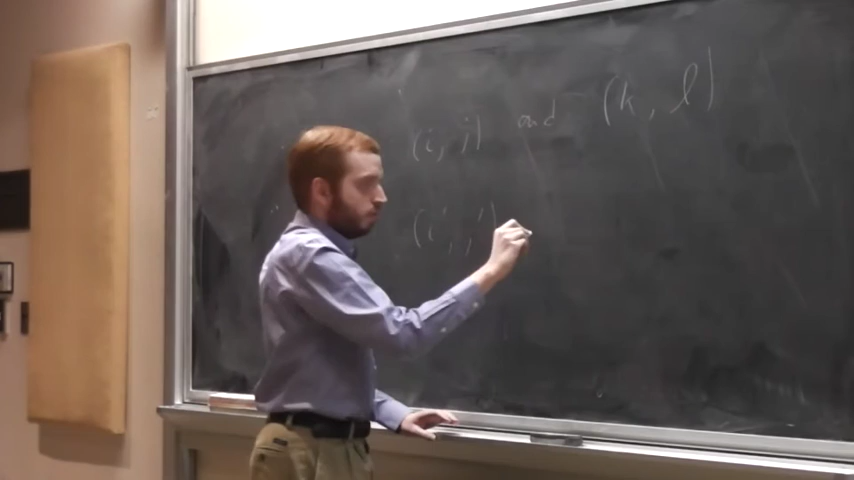 (i, j) and (k, l)
(i', j')